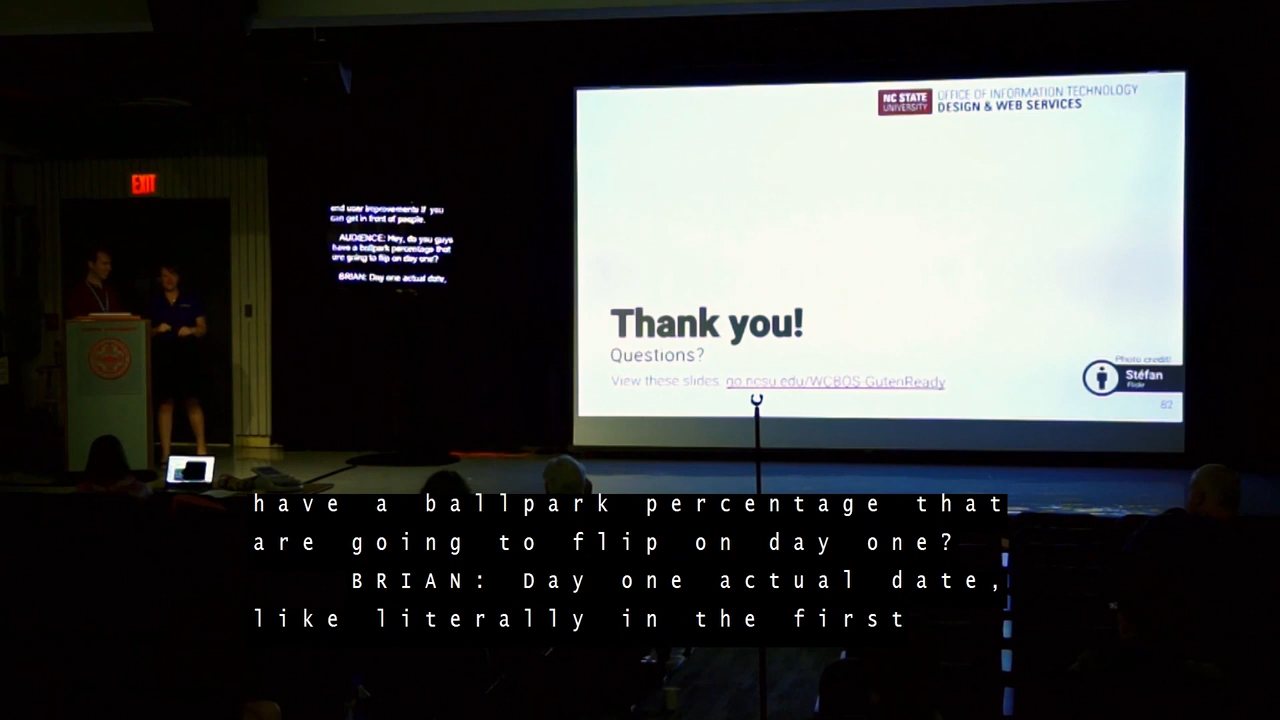 NC STATE
UNIVERSITY
OFFICE OF INFORMATION TECHNOLOGY
DESIGN & WEB SERVICES
EXIT
end user improvements if you
can get in front of people.
AUDIENCE: Hey, do you guys
have a ballpark percentage that
are going to flip on day one?
BRIAN: Day one actual date,
Thank you!
Questions?
View these slides: go.ncsu.edu/WCBOS-GutenReady
Photo credit:
Stéfan
Flickr
82
have a ballpark percentage that
are going to flip on day one?
BRIAN: Day one actual date,
like literally in the first